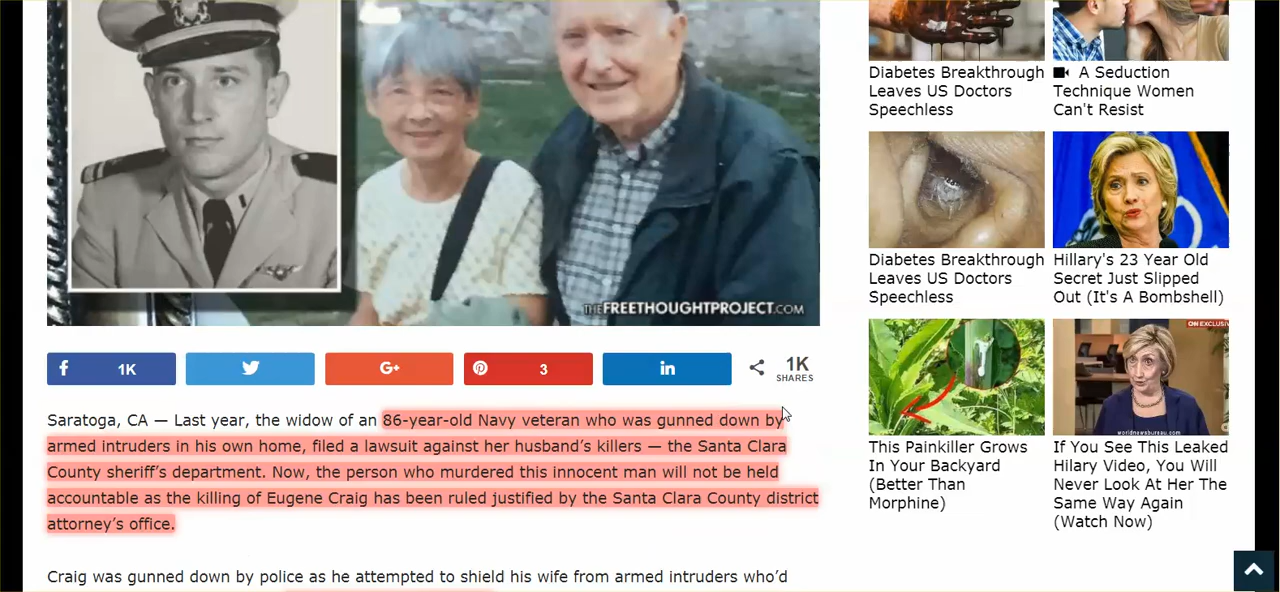 THEFREETHOUGHTPROJECT.COM
1K
3
1K
SHARES
Saratoga, CA — Last year, the widow of an 86-year-old Navy veteran who was gunned down by
armed intruders in his own home, filed a lawsuit against her husband’s killers — the Santa Clara
County sheriff’s department. Now, the person who murdered this innocent man will not be held
accountable as the killing of Eugene Craig has been ruled justified by the Santa Clara County district
attorney’s office.
Craig was gunned down by police as he attempted to shield his wife from armed intruders who’d
Diabetes Breakthrough
Leaves US Doctors
Speechless
A Seduction
Technique Women
Can't Resist
Diabetes Breakthrough
Leaves US Doctors
Speechless
Hillary's 23 Year Old
Secret Just Slipped
Out (It's A Bombshell)
CNN EXCLUSIV
worldnewsbureau.com
This Painkiller Grows
In Your Backyard
(Better Than
Morphine)
If You See This Leaked
Hilary Video, You Will
Never Look At Her The
Same Way Again
(Watch Now)